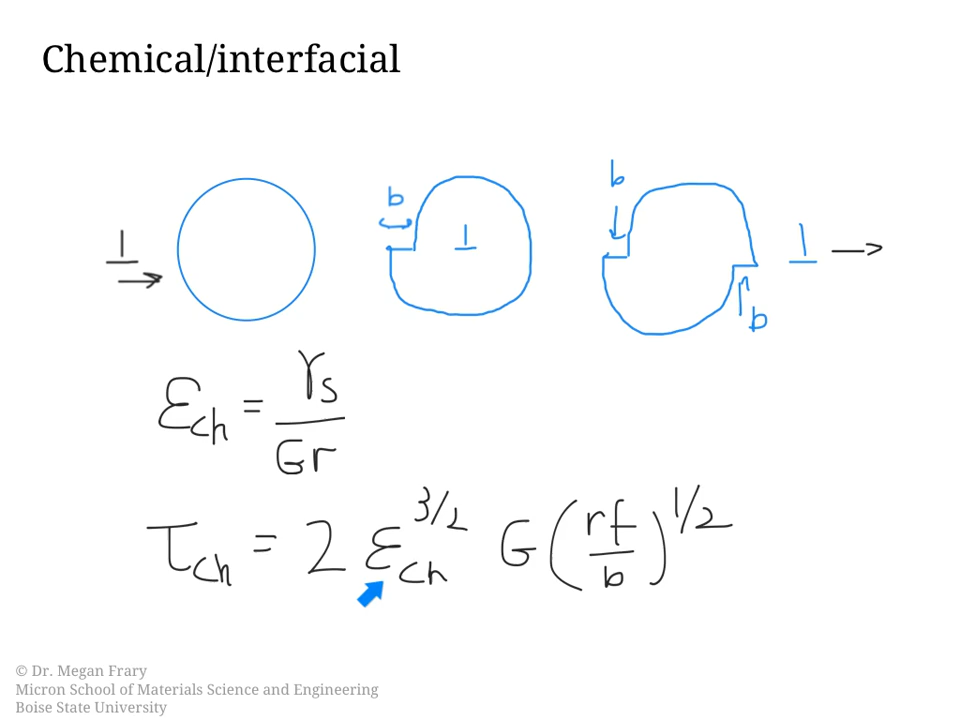 Chemical/interfacial
b
b
⊥
⊥
⊥
b
ε_ch = γ_s / Gr
τ_ch = 2 ε_ch^3/2 G (rf/b)^1/2
© Dr. Megan Frary
Micron School of Materials Science and Engineering
Boise State University